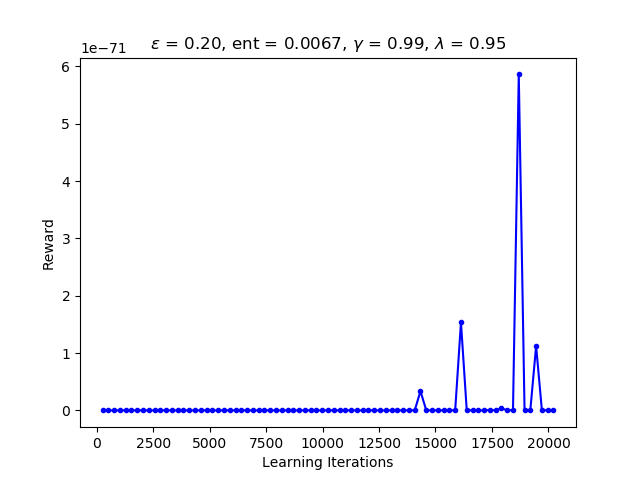 1e−71 ε = 0.20, ent = 0.0067, γ = 0.99, λ = 0.95
6
5
4
3
2
1
0
Reward
0 2500 5000 7500 10000 12500 15000 17500 20000
Learning Iterations